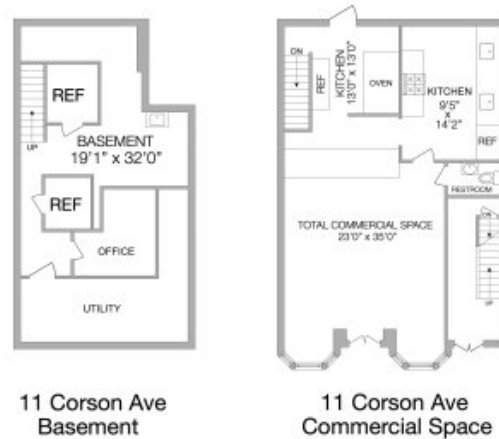 REF
UP
BASEMENT
19'1" x 32'0"
REF
OFFICE
UTILITY
11 Corson Ave
Basement
DN
REF
KITCHEN
13'0" x 13'0"
OVEN
KITCHEN
9'5"
x
14'2"
REF
RESTROOM
TOTAL COMMERCIAL SPACE
23'0" x 35'0"
DN
UP
11 Corson Ave
Commercial Space